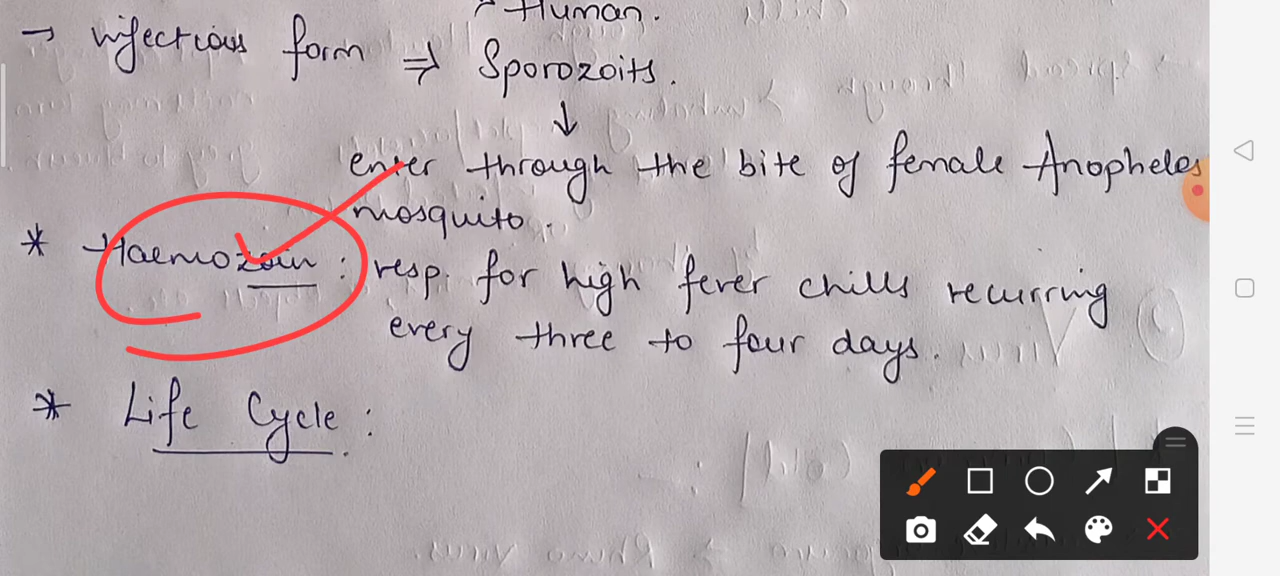 Human.
→ infectious form ⇒ Sporozoits.
↓
enter through the bite of female Anopheles
mosquito.
* Haemozoin : resp. for high fever chills recurring
every three to four days.
* Life Cycle :